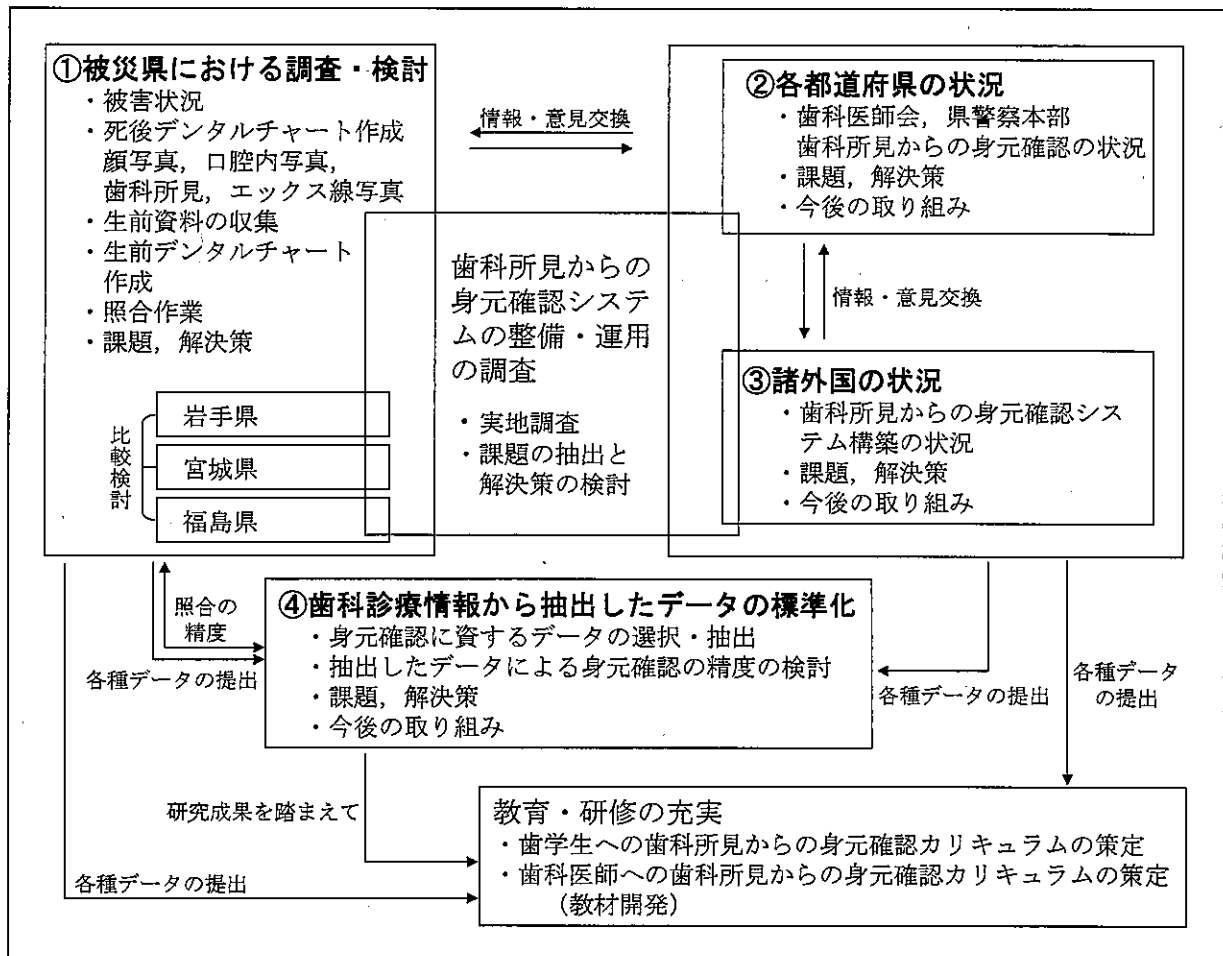 ①被災県における調査・検討
・被害状況
・死後デンタルチャート作成
顔写真，口腔内写真，
歯科所見，エックス線写真
・生前資料の収集
・生前デンタルチャート
作成
・照合作業
・課題，解決策
比較検討
岩手県
宮城県
福島県
情報・意見交換
歯科所見からの
身元確認システ
ムの整備・運用
の調査
・実地調査
・課題の抽出と
解決策の検討
②各都道府県の状況
・歯科医師会，県警察本部
歯科所見からの身元確認の状況
・課題，解決策
・今後の取り組み
情報・意見交換
③諸外国の状況
・歯科所見からの身元確認シス
テム構築の状況
・課題，解決策
・今後の取り組み
照合の
精度
各種データの提出
④歯科診療情報から抽出したデータの標準化
・身元確認に資するデータの選択・抽出
・抽出したデータによる身元確認の精度の検討
・課題，解決策
・今後の取り組み
各種データの提出
各種データ
の提出
研究成果を踏まえて
各種データの提出
教育・研修の充実
・歯学生への歯科所見からの身元確認カリキュラムの策定
・歯科医師への歯科所見からの身元確認カリキュラムの策定
（教材開発）